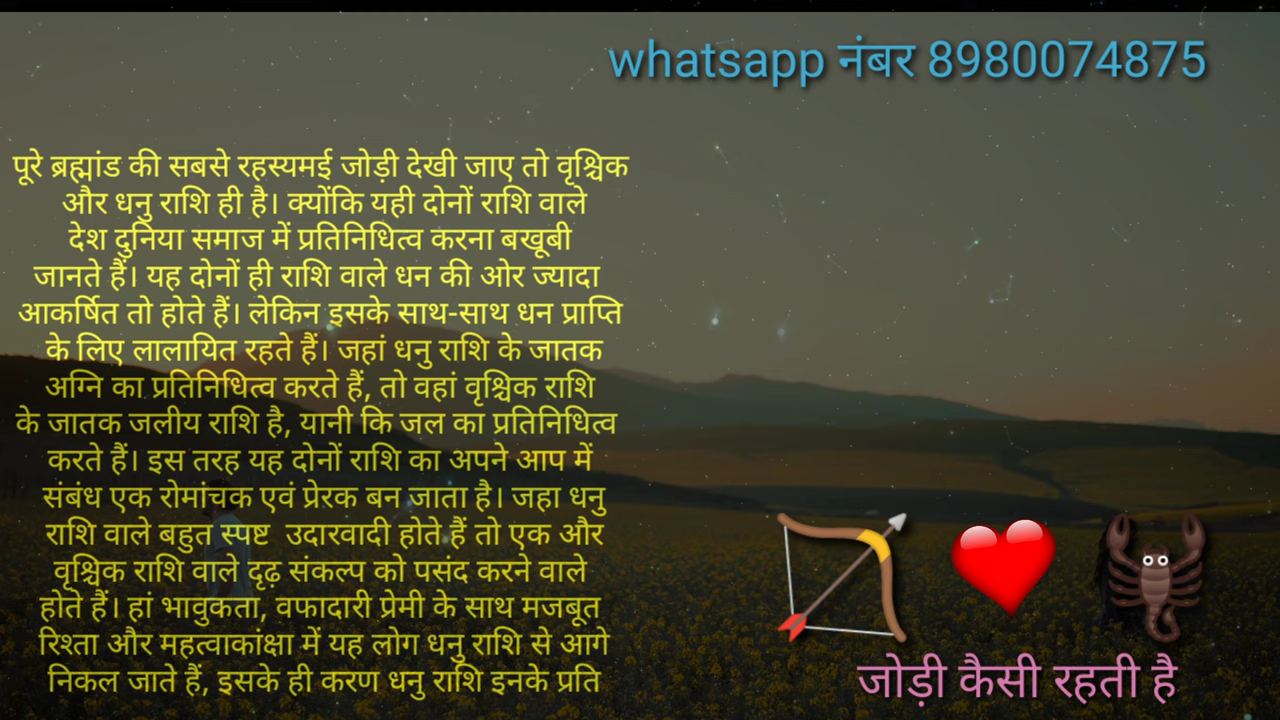 whatsapp नंबर 8980074875
पूरे ब्रह्मांड की सबसे रहस्यमई जोड़ी देखी जाए तो वृश्चिक
और धनु राशि ही है। क्योंकि यही दोनों राशि वाले
देश दुनिया समाज में प्रतिनिधित्व करना बखूबी
जानते हैं। यह दोनों ही राशि वाले धन की ओर ज्यादा
आकर्षित तो होते हैं। लेकिन इसके साथ-साथ धन प्राप्ति
के लिए लालायित रहते हैं। जहां धनु राशि के जातक
अग्नि का प्रतिनिधित्व करते हैं, तो वहां वृश्चिक राशि
के जातक जलीय राशि है, यानी कि जल का प्रतिनिधित्व
करते हैं। इस तरह यह दोनों राशि का अपने आप में
संबंध एक रोमांचक एवं प्रेरक बन जाता है। जहा धनु
राशि वाले बहुत स्पष्ट  उदारवादी होते हैं तो एक और
वृश्चिक राशि वाले दृढ़ संकल्प को पसंद करने वाले
होते हैं। हां भावुकता, वफादारी प्रेमी के साथ मजबूत
रिश्ता और महत्वाकांक्षा में यह लोग धनु राशि से आगे
निकल जाते हैं, इसके ही करण धनु राशि इनके प्रति
जोड़ी कैसी रहती है